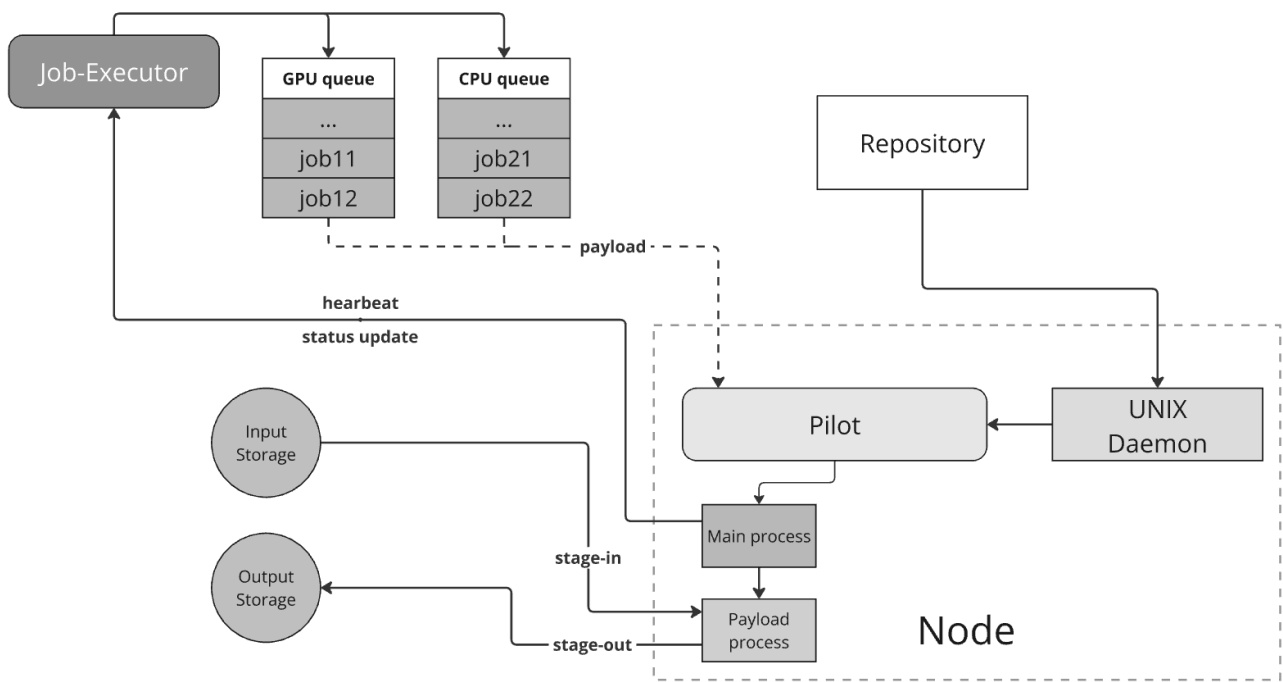 Job-Executor
GPU queue
...
job11
job12
CPU queue
...
job21
job22
Repository
payload
hearbeat
status update
Input
Storage
Output
Storage
Pilot
UNIX
Daemon
Main process
stage-in
Payload
process
stage-out
Node